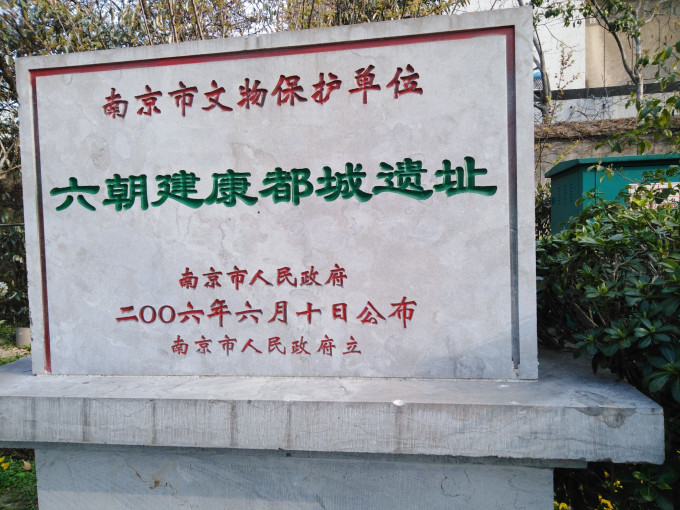 南京市文物保护单位
六朝建康都城遗址
南京市人民政府
二〇〇六年六月十日公布
南京市人民政府立